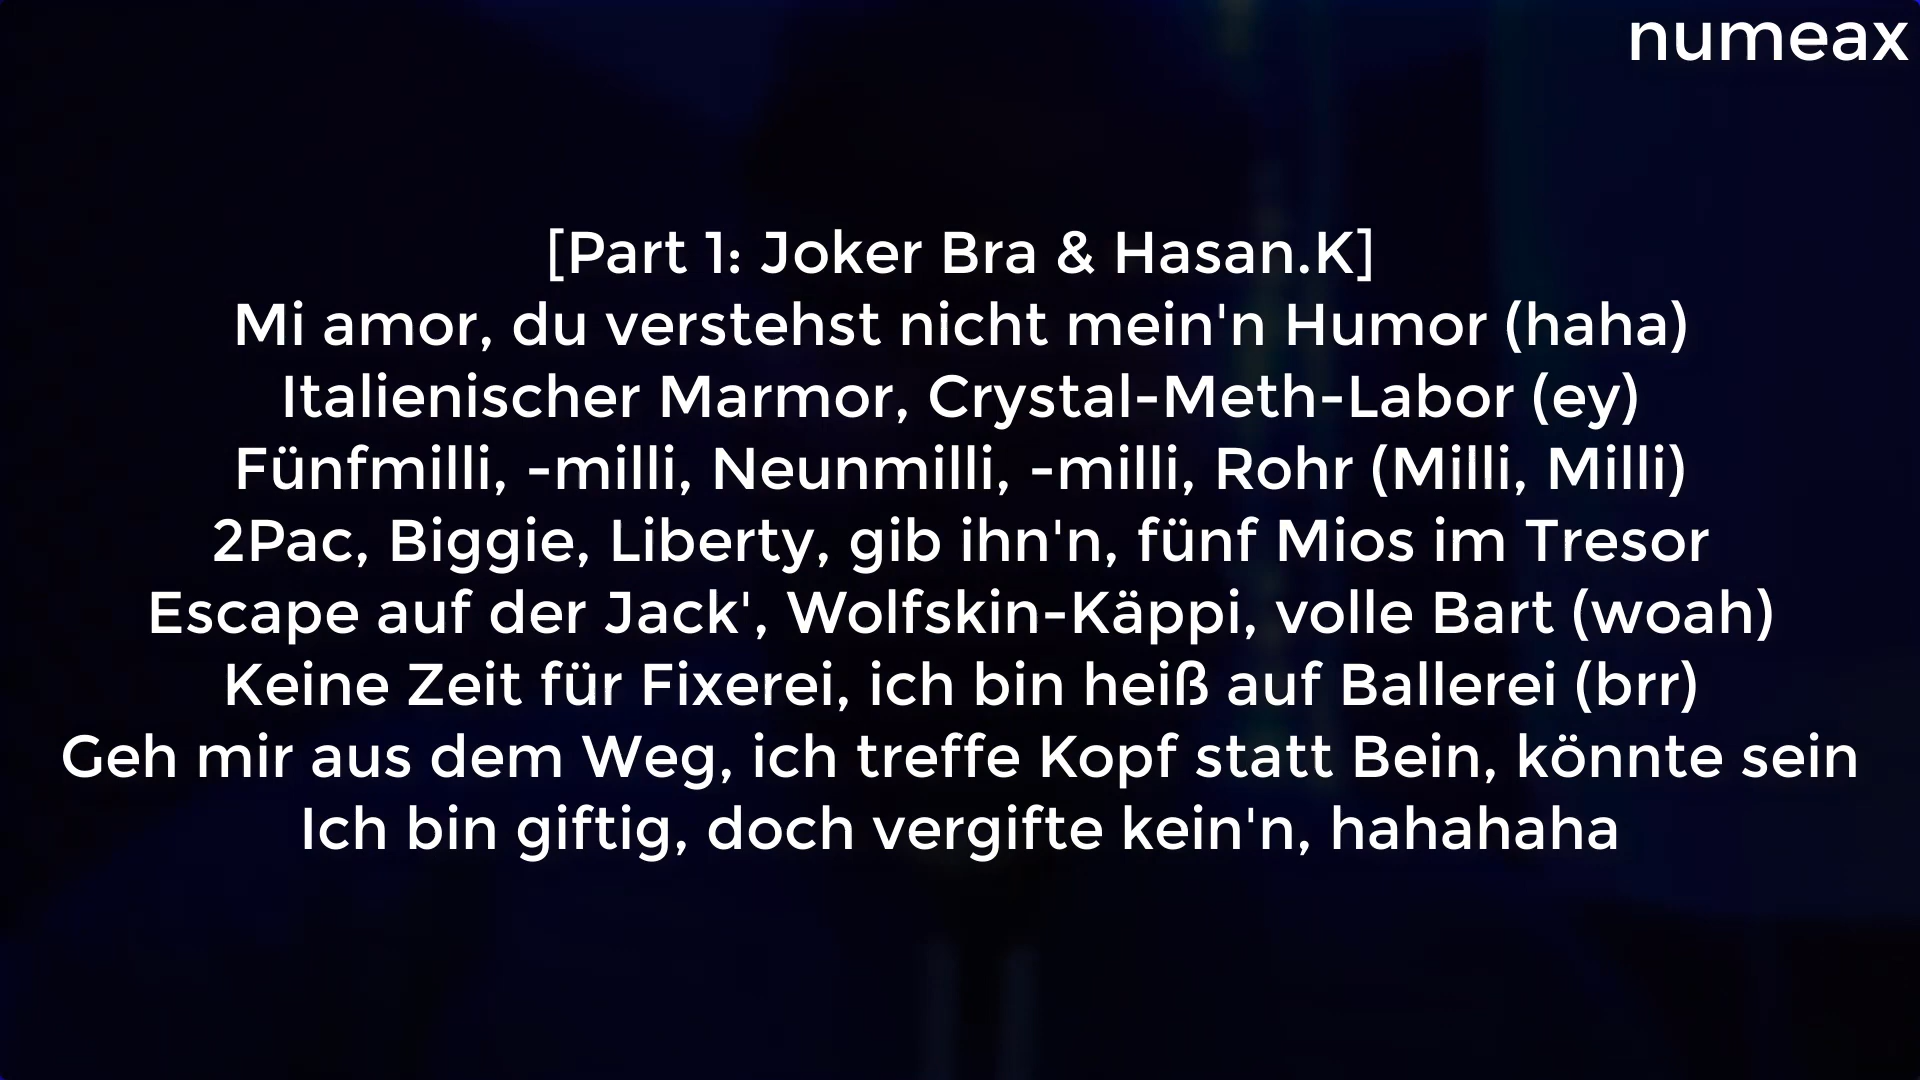 numeax
[Part 1: Joker Bra & Hasan.K]
Mi amor, du verstehst nicht mein'n Humor (haha)
Italienischer Marmor, Crystal-Meth-Labor (ey)
Fünfmilli, -milli, Neunmilli, -milli, Rohr (Milli, Milli)
2Pac, Biggie, Liberty, gib ihn'n, fünf Mios im Tresor
Escape auf der Jack', Wolfskin-Käppi, volle Bart (woah)
Keine Zeit für Fixerei, ich bin heiß auf Ballerei (brr)
Geh mir aus dem Weg, ich treffe Kopf statt Bein, könnte sein
Ich bin giftig, doch vergifte kein'n, hahahaha